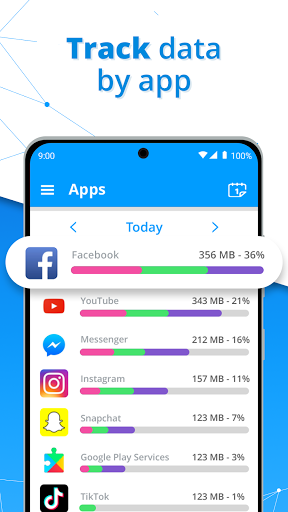 Track data
by app
9:00
100%
Apps
1
Today
Facebook 356 MB - 36%
YouTube 343 MB - 21%
Messenger 212 MB - 16%
Instagram 157 MB - 11%
Snapchat 123 MB - 7%
Google Play Services 123 MB - 3%
TikTok 123 MB - 3%